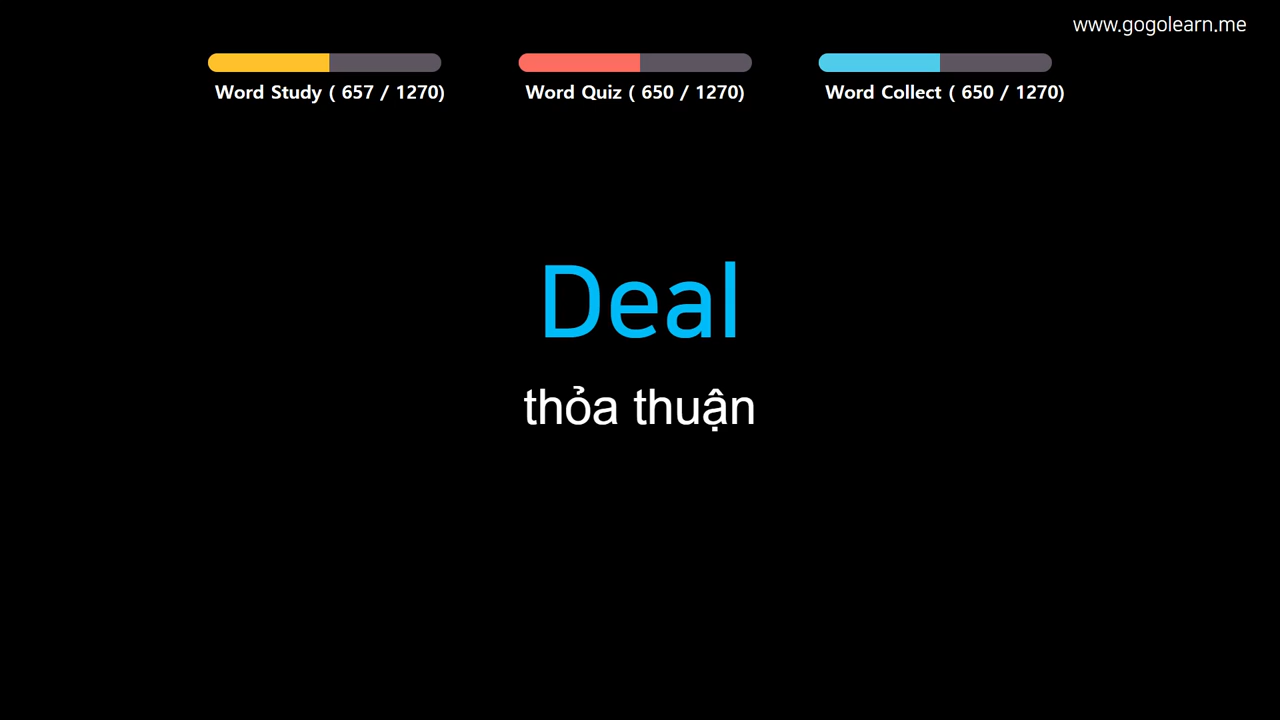 www.gogolearn.me
Word Study ( 657 / 1270)
Word Quiz ( 650 / 1270)
Word Collect ( 650 / 1270)
Deal
thỏa thuận